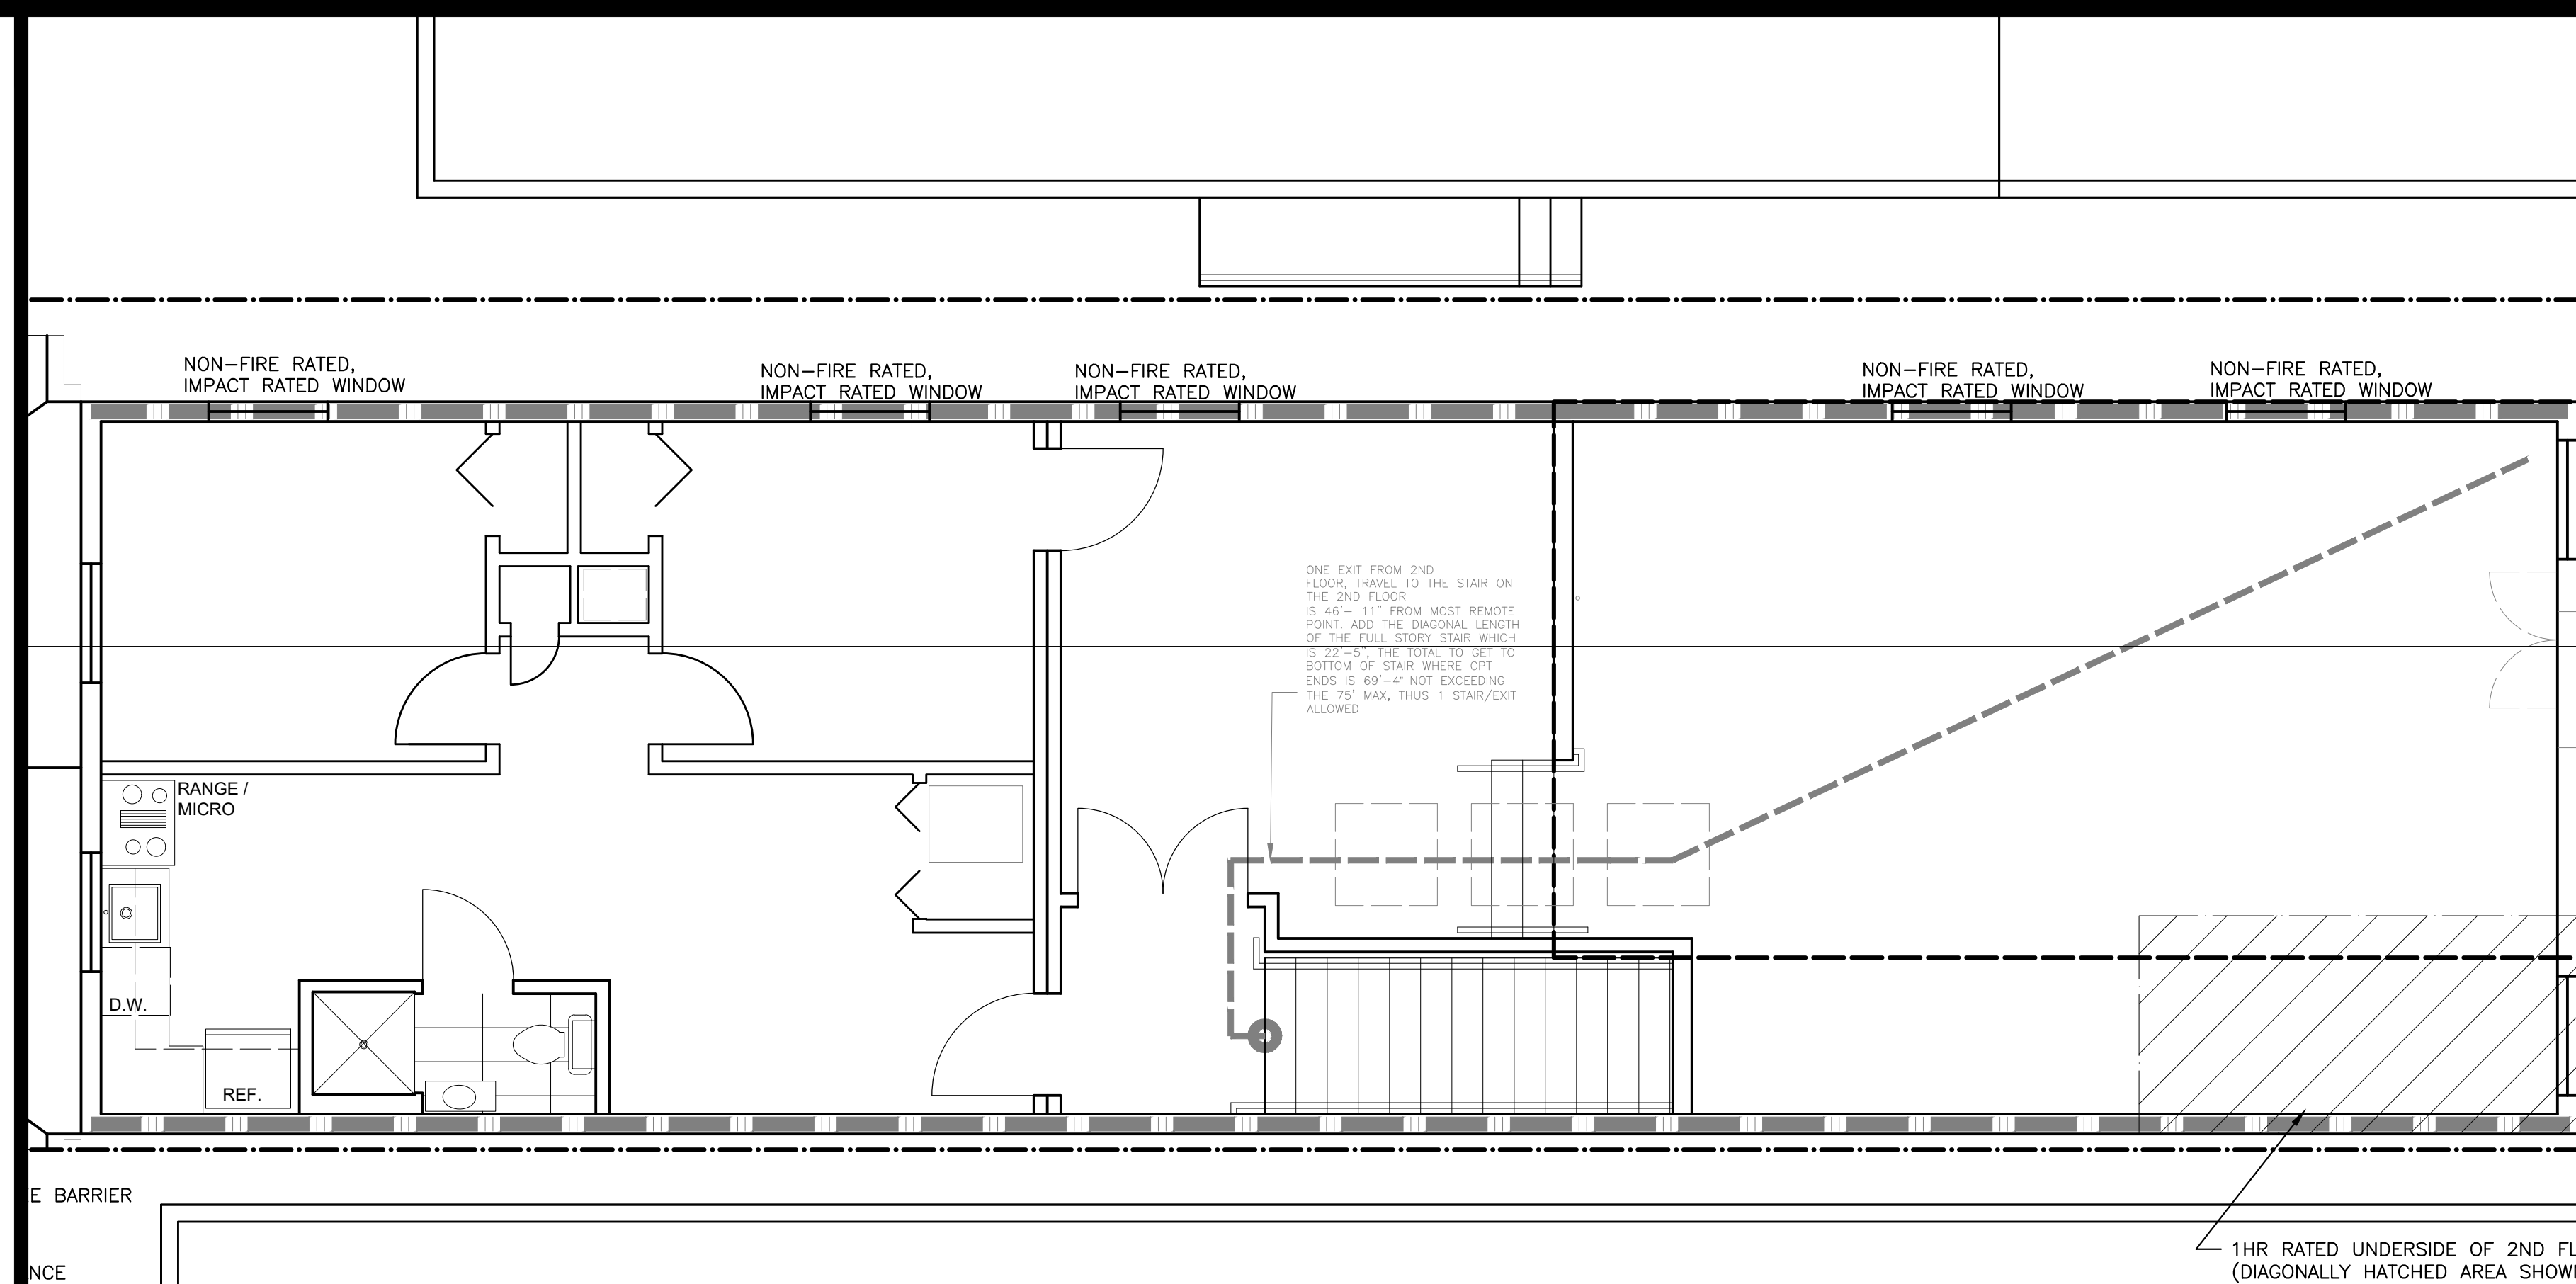 NON-FIRE RATED,
IMPACT RATED WINDOW
NON-FIRE RATED,
IMPACT RATED WINDOW
NON-FIRE RATED,
IMPACT RATED WINDOW
NON-FIRE RATED,
IMPACT RATED WINDOW
NON-FIRE RATED,
IMPACT RATED WINDOW
ONE EXIT FROM 2ND
FLOOR, TRAVEL TO THE STAIR ON
THE 2ND FLOOR
IS 46'- 11" FROM MOST REMOTE
POINT. ADD THE DIAGONAL LENGTH
OF THE FULL STORY STAIR WHICH
IS 22'-5", THE TOTAL TO GET TO
BOTTOM OF STAIR WHERE CPT
ENDS IS 69'-4" NOT EXCEEDING
THE 75' MAX, THUS 1 STAIR/EXIT
ALLOWED
RANGE /
MICRO
D.W.
REF.
E BARRIER
NCE
1HR RATED UNDERSIDE OF 2ND FL
(DIAGONALLY HATCHED AREA SHOW